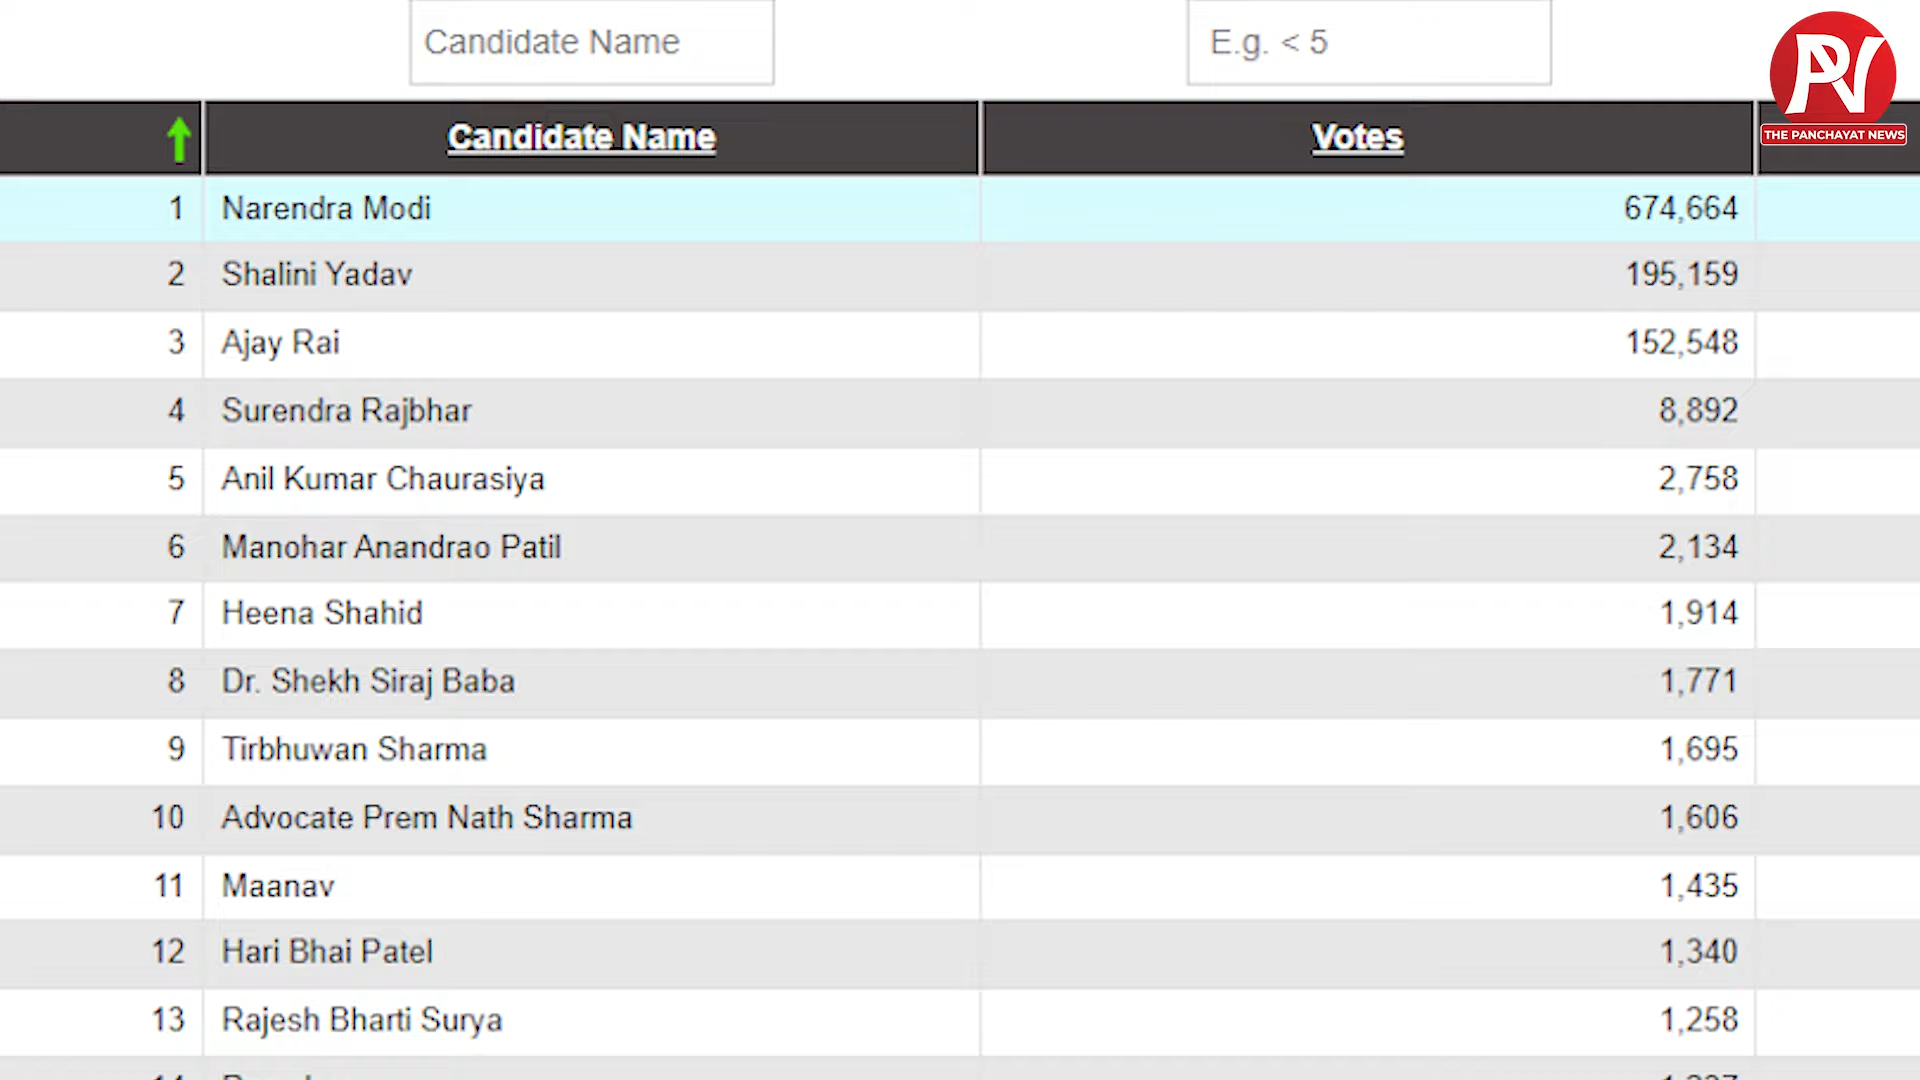 Candidate Name E.g. < 5
PN
THE PANCHAYAT NEWS
Candidate Name Votes
1 Narendra Modi 674,664
2 Shalini Yadav 195,159
3 Ajay Rai 152,548
4 Surendra Rajbhar 8,892
5 Anil Kumar Chaurasiya 2,758
6 Manohar Anandrao Patil 2,134
7 Heena Shahid 1,914
8 Dr. Shekh Siraj Baba 1,771
9 Tirbhuwan Sharma 1,695
10 Advocate Prem Nath Sharma 1,606
11 Maanav 1,435
12 Hari Bhai Patel 1,340
13 Rajesh Bharti Surya 1,258